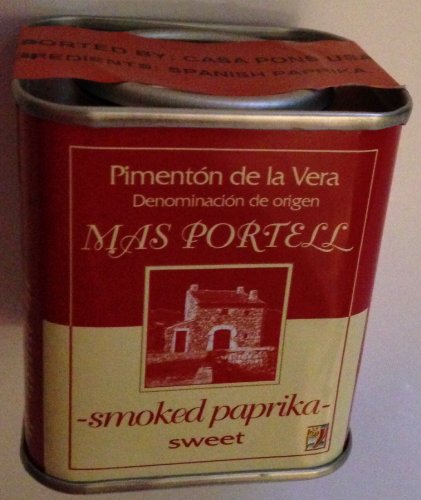 PORTED BY: CASA PONS USA
REDIENTS: SPANISH PAPRIKA
Pimentón de la Vera
Denominación de origen
MAS PORTELL
-smoked paprika-
sweet